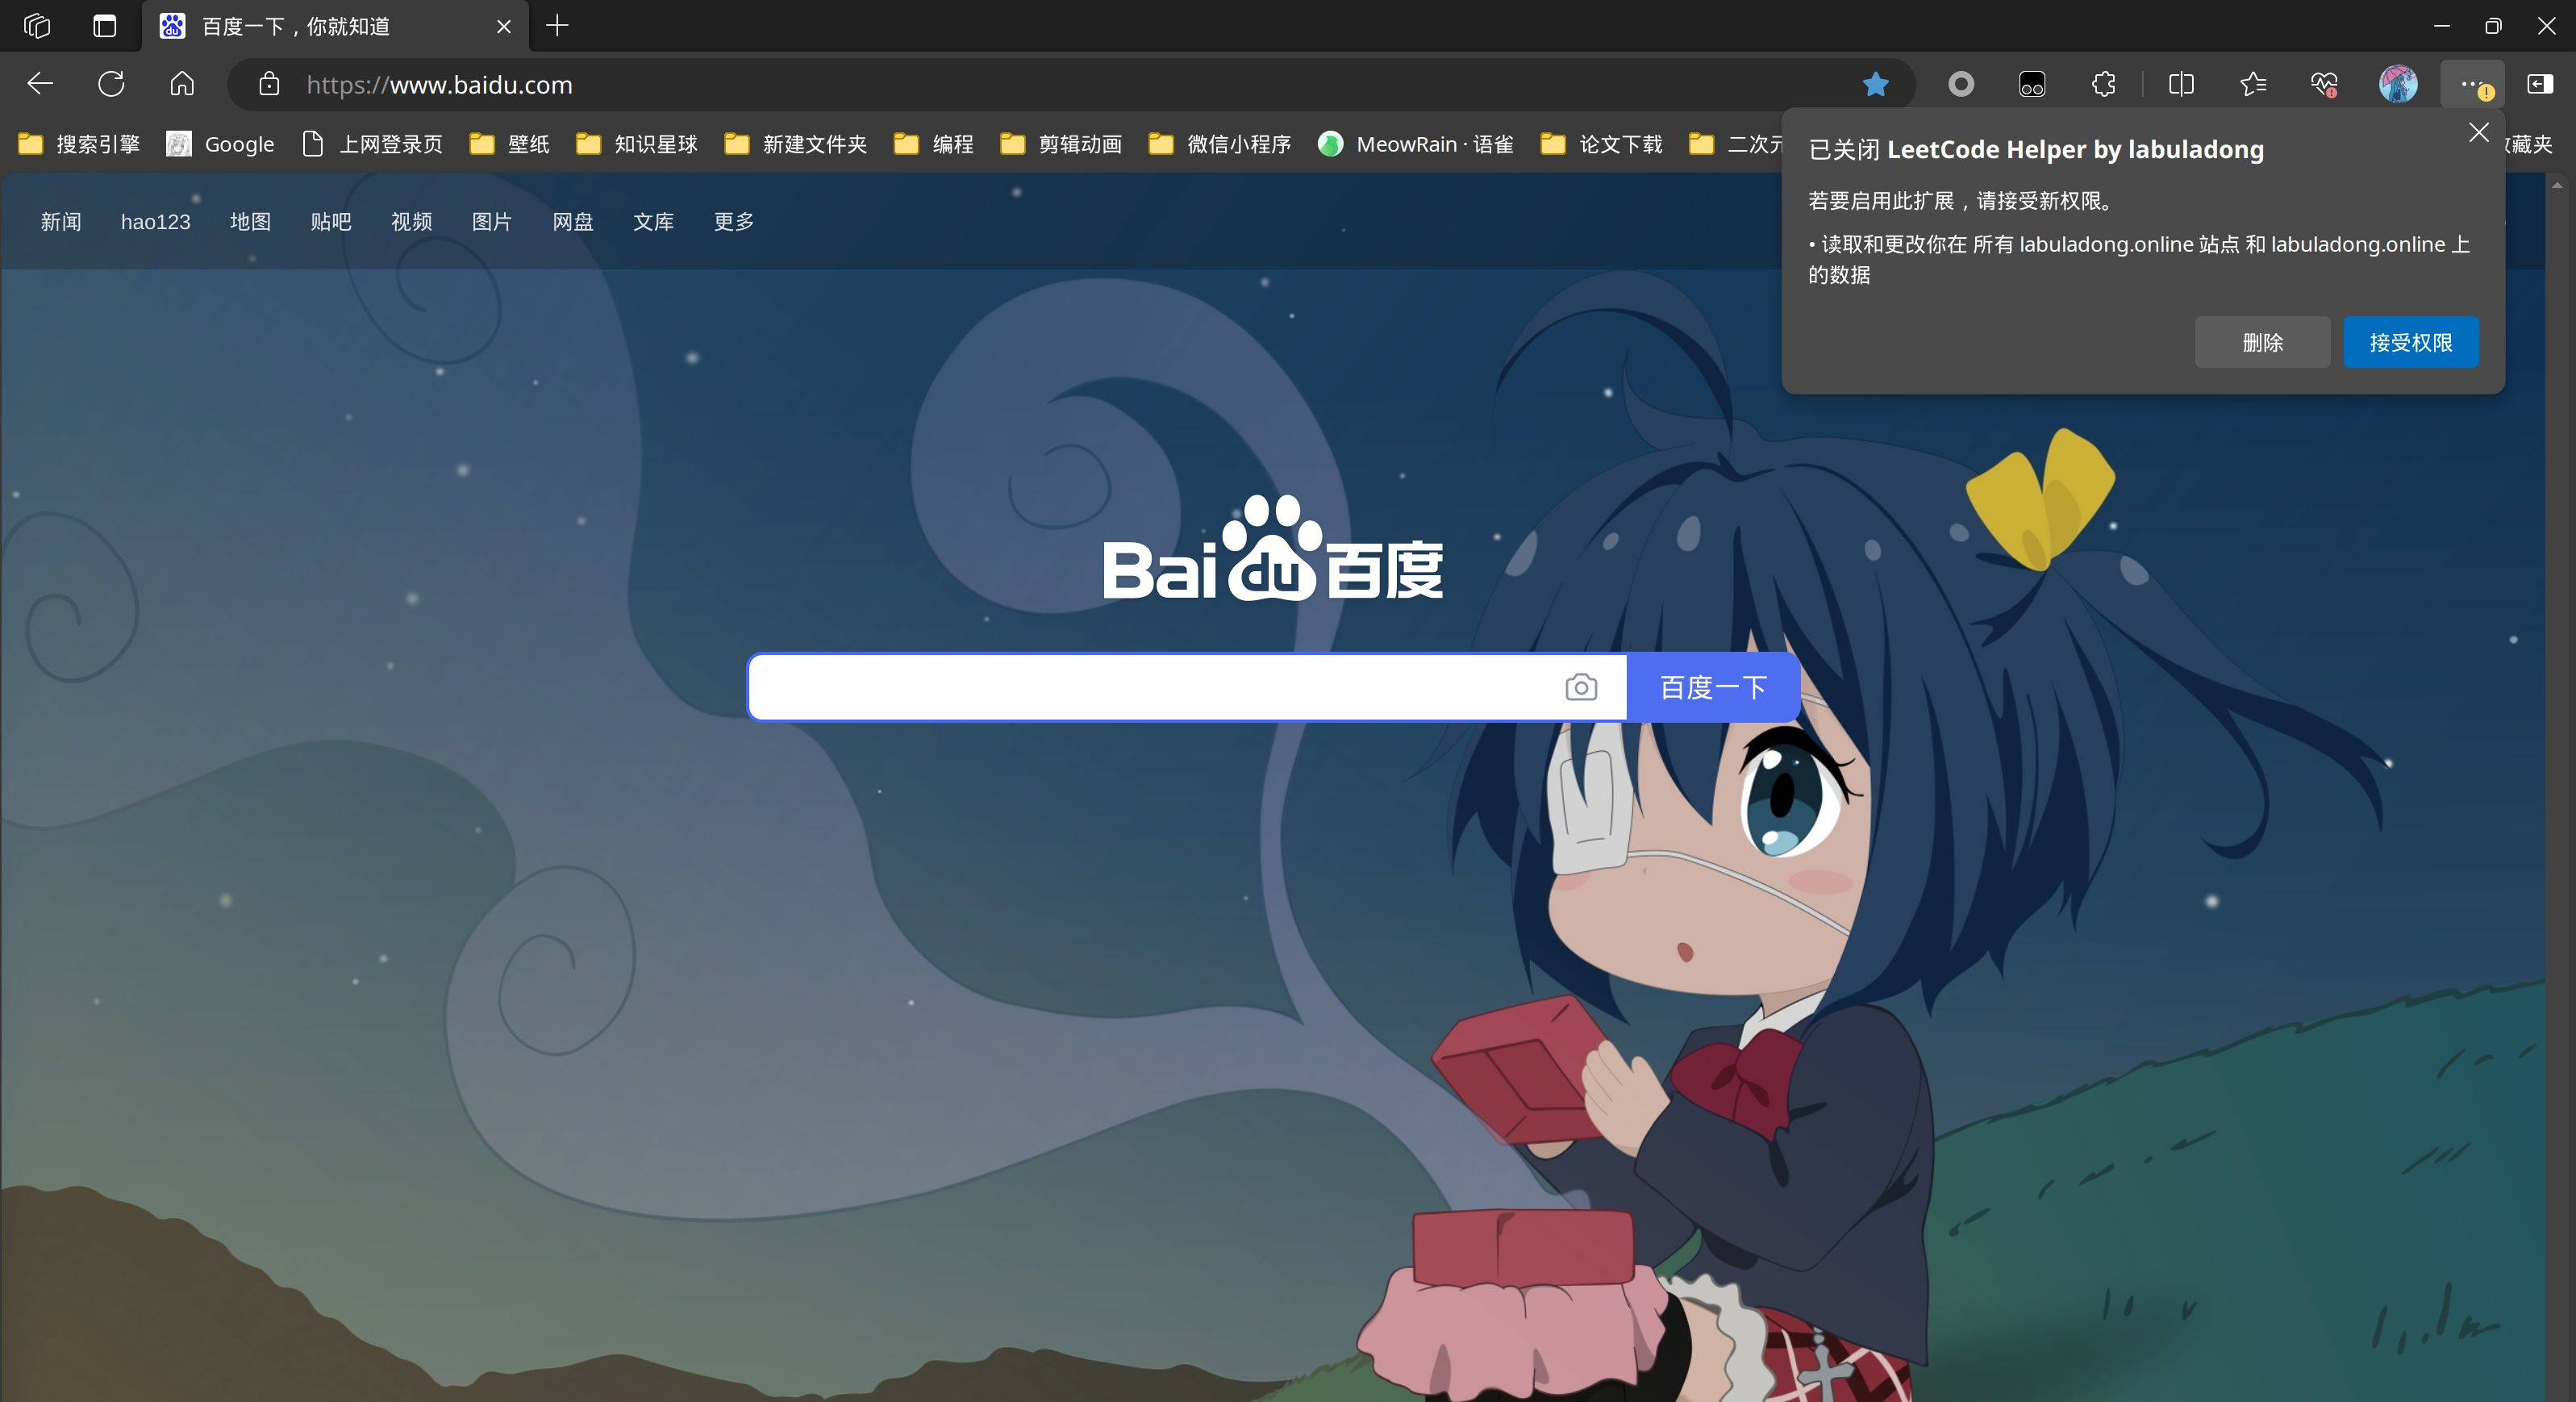 百度一下，你就知道
https://www.baidu.com
搜索引擎 Google 上网登录页 壁纸 知识星球 新建文件夹 编程 剪辑动画 微信小程序 MeowRain · 语雀 论文下载 二次元 收藏夹
已关闭 LeetCode Helper by labuladong
若要启用此扩展，请接受新权限。
• 读取和更改你在 所有 labuladong.online 站点 和 labuladong.online 上
的数据
删除 接受权限
新闻 hao123 地图 贴吧 视频 图片 网盘 文库 更多
Bai du 百度
百度一下